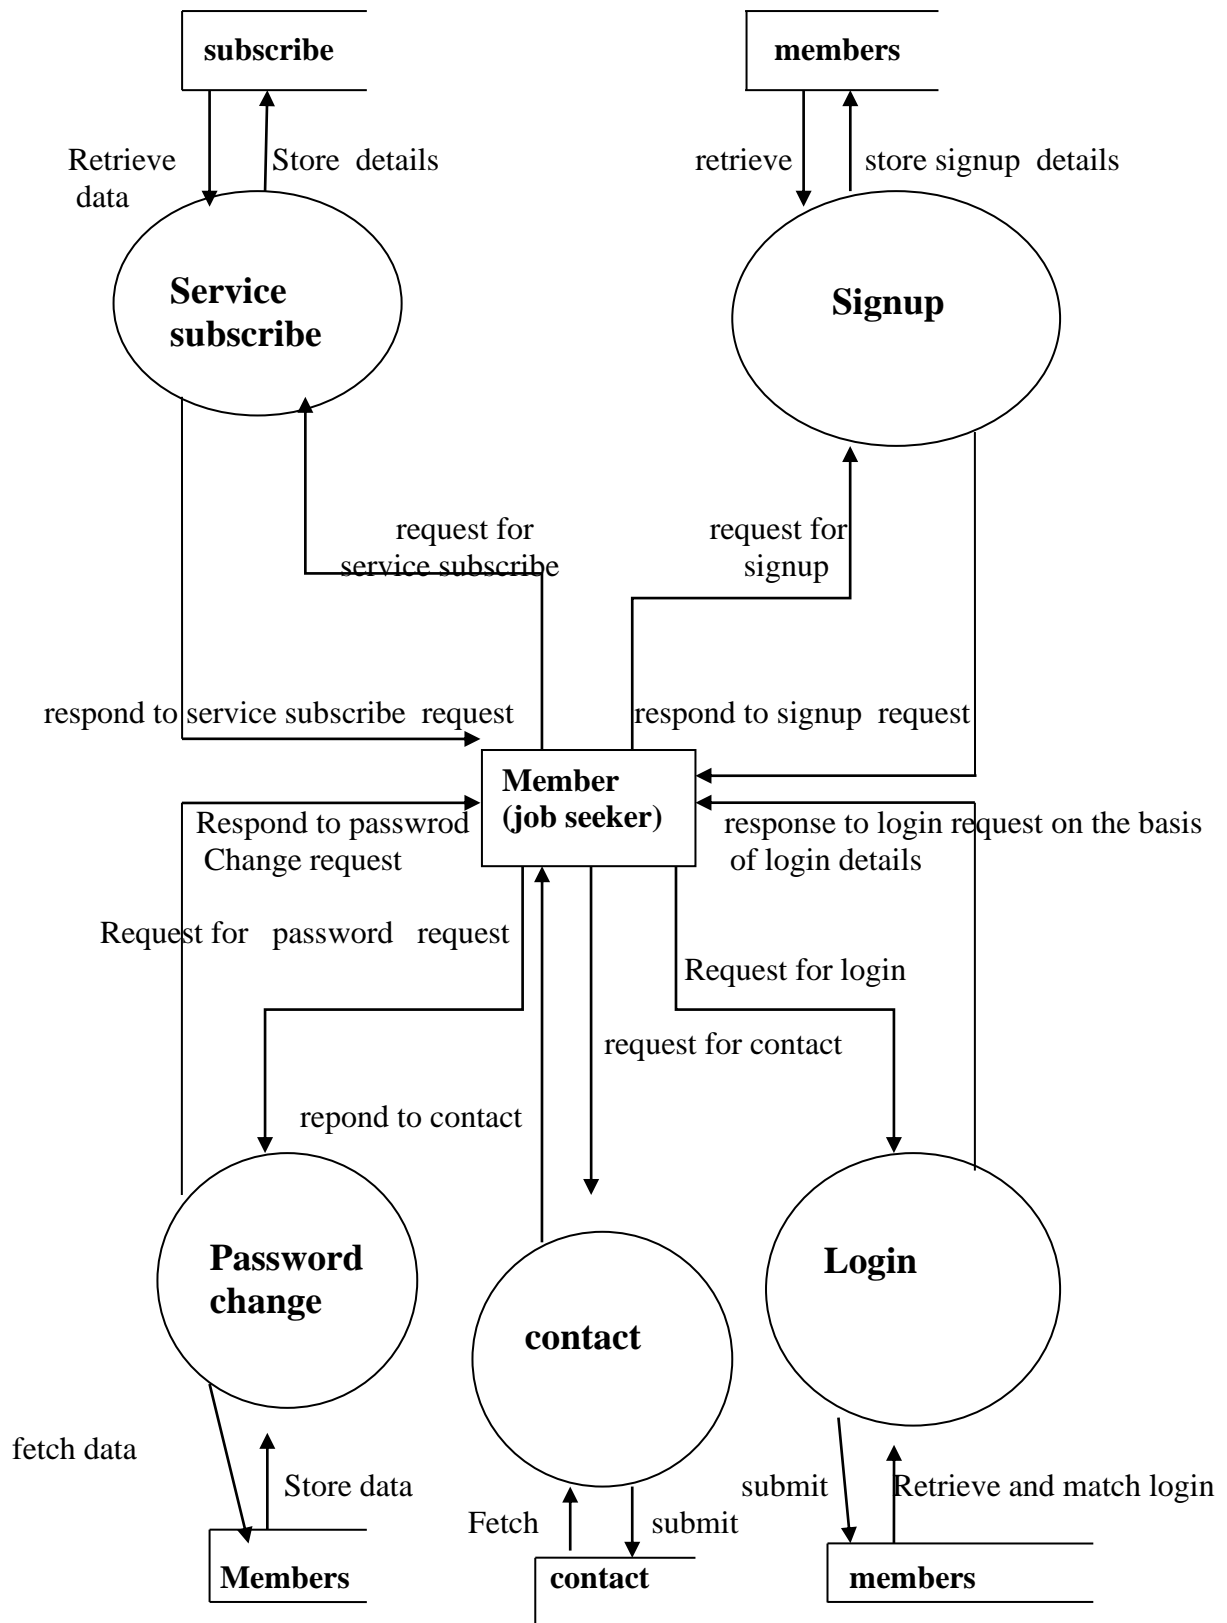 subscribe
members
Retrieve
data
Store details
retrieve
store signup details
Service
subscribe
Signup
request for
service subscribe
request for
signup
respond to service subscribe request
respond to signup request
Member
(job seeker)
Respond to passwrod
Change request
response to login request on the basis
of login details
Request for password request
Request for login
request for contact
repond to contact
Password
change
contact
Login
fetch data
Store data
Fetch
submit
submit
Retrieve and match login
Members
contact
members